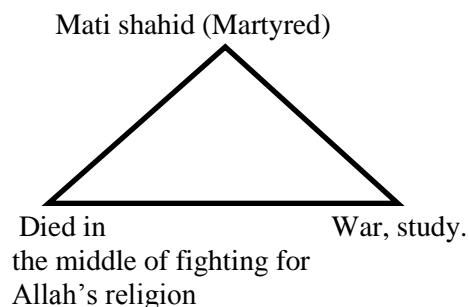 Mati shahid (Martyred)
Died in
the middle of fighting for
Allah’s religion
War, study.